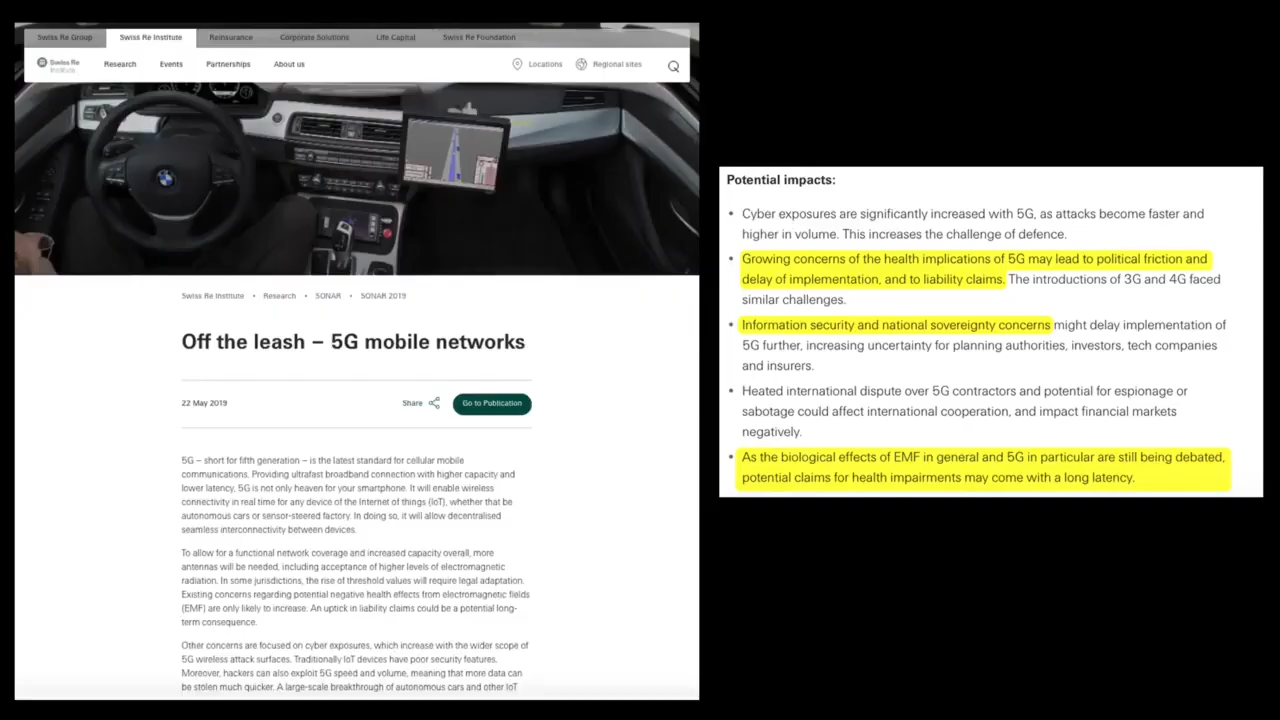 Swiss Re Group
Swiss Re Institute
Reinsurance
Corporate Solutions
Life Capital
Swiss Re Foundation
Swiss Re
Institute
Research
Events
Partnerships
About us
Locations
Regional sites
Swiss Re Institute • Research • SONAR • SONAR 2019
Off the leash – 5G mobile networks
22 May 2019
Share
Go to Publication
5G – short for fifth generation – is the latest standard for cellular mobile
communications. Providing ultrafast broadband connection with higher capacity and
lower latency, 5G is not only heaven for your smartphone. It will enable wireless
connectivity in real time for any device of the Internet of things (IoT), whether that be
autonomous cars or sensor-steered factory. In doing so, it will allow decentralised
seamless interconnectivity between devices.
To allow for a functional network coverage and increased capacity overall, more
antennas will be needed, including acceptance of higher levels of electromagnetic
radiation. In some jurisdictions, the rise of threshold values will require legal adaptation.
Existing concerns regarding potential negative health effects from electromagnetic fields
(EMF) are only likely to increase. An uptick in liability claims could be a potential long-
term consequence.
Other concerns are focused on cyber exposures, which increase with the wider scope of
5G wireless attack surfaces. Traditionally IoT devices have poor security features.
Moreover, hackers can also exploit 5G speed and volume, meaning that more data can
be stolen much quicker. A large-scale breakthrough of autonomous cars and other IoT
Potential impacts:
• Cyber exposures are significantly increased with 5G, as attacks become faster and
higher in volume. This increases the challenge of defence.
• Growing concerns of the health implications of 5G may lead to political friction and
delay of implementation, and to liability claims. The introductions of 3G and 4G faced
similar challenges.
• Information security and national sovereignty concerns might delay implementation of
5G further, increasing uncertainty for planning authorities, investors, tech companies
and insurers.
• Heated international dispute over 5G contractors and potential for espionage or
sabotage could affect international cooperation, and impact financial markets
negatively.
• As the biological effects of EMF in general and 5G in particular are still being debated,
potential claims for health impairments may come with a long latency.